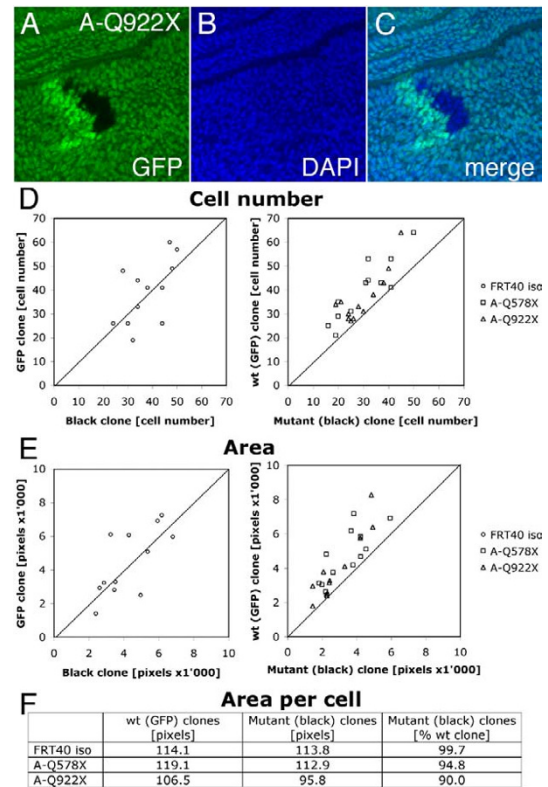 A A-Q922X B C
GFP DAPI merge
D Cell number
GFP clone [cell number]
70
60
50
40
30
20
10
0
0 10 20 30 40 50 60 70
Black clone [cell number]
wt (GFP) clone [cell number]
70
60
50
40
30
20
10
0
0 10 20 30 40 50 60 70
Mutant (black) clone [cell number]
FRT40 iso
A-Q578X
A-Q922X
E Area
GFP clone [pixels x1'000]
10
8
6
4
2
0
0 2 4 6 8 10
Black clone [pixels x1'000]
wt (GFP) clone [pixels x1'000]
10
8
6
4
2
0
0 2 4 6 8 10
Mutant (black) clone [pixels x1'000]
FRT40 iso
A-Q578X
A-Q922X
F Area per cell
wt (GFP) clones [pixels] Mutant (black) clones [pixels] Mutant (black) clones [% wt clone]
FRT40 iso 114.1 113.8 99.7
A-Q578X 119.1 112.9 94.8
A-Q922X 106.5 95.8 90.0